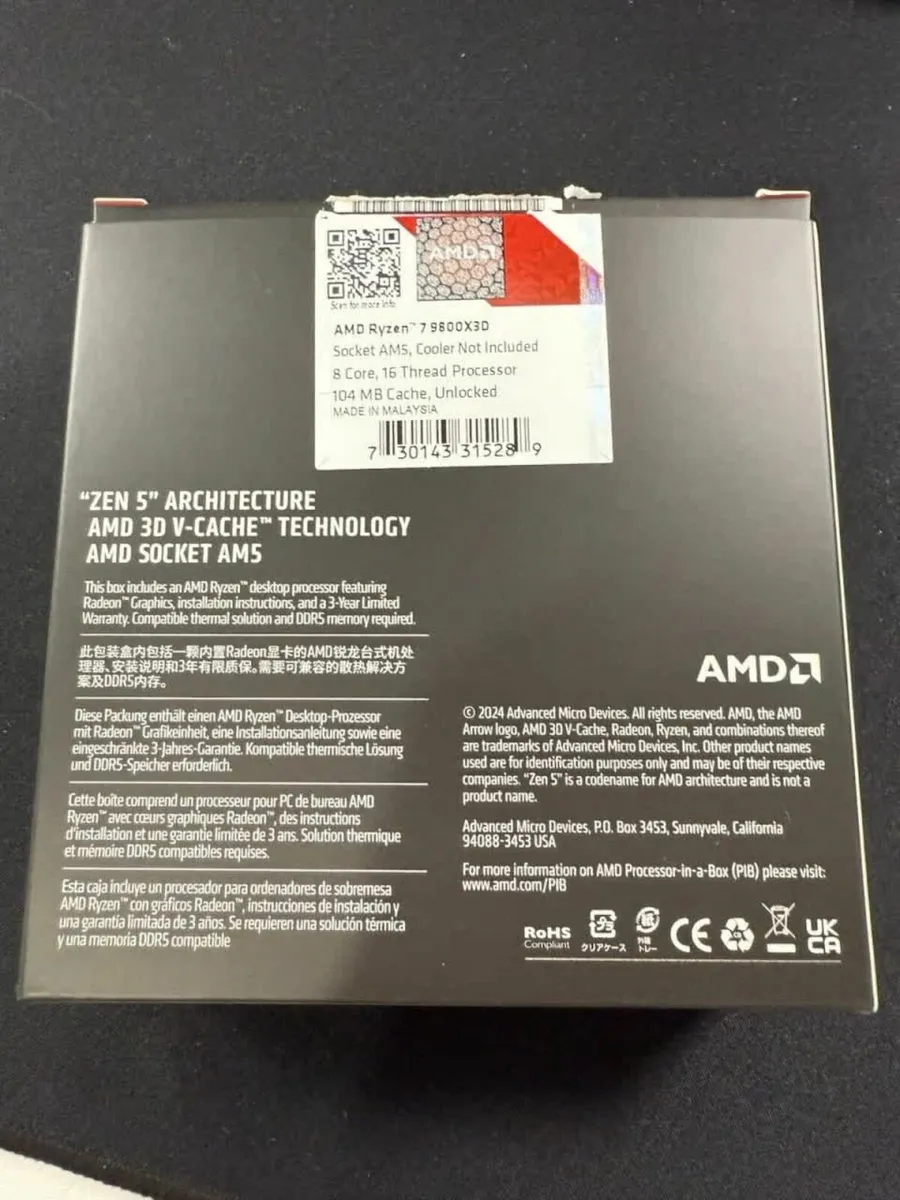 Scan for more info
AMD
AMD Ryzen™ 7 9800X3D
Socket AM5, Cooler Not Included
8 Core, 16 Thread Processor
104 MB Cache, Unlocked
MADE IN MALAYSIA
7 30143 31528 9
“ZEN 5” ARCHITECTURE
AMD 3D V-CACHE™ TECHNOLOGY
AMD SOCKET AM5
This box includes an AMD Ryzen™ desktop processor featuring
Radeon™ Graphics, installation instructions, and a 3-Year Limited
Warranty. Compatible thermal solution and DDR5 memory required.
此包装盒内包括一颗内置Radeon显卡的AMD锐龙台式机处
理器、安装说明和3年有限质保。需要可兼容的散热解决方
案及DDR5内存。
Diese Packung enthält einen AMD Ryzen™ Desktop-Prozessor
mit Radeon™ Grafikeinheit, eine Installationsanleitung sowie eine
eingeschränkte 3-Jahres-Garantie. Kompatible thermische Lösung
und DDR5-Speicher erforderlich.
Cette boîte comprend un processeur pour PC de bureau AMD
Ryzen™ avec cœurs graphiques Radeon™, des instructions
d’installation et une garantie limitée de 3 ans. Solution thermique
et mémoire DDR5 compatibles requises.
Esta caja incluye un procesador para ordenadores de sobremesa
AMD Ryzen™ con gráficos Radeon™, instrucciones de instalación y
una garantía limitada de 3 años. Se requieren una solución térmica
y una memoria DDR5 compatible
AMD
© 2024 Advanced Micro Devices. All rights reserved. AMD, the AMD
Arrow logo, AMD 3D V-Cache, Radeon, Ryzen, and combinations thereof
are trademarks of Advanced Micro Devices, Inc. Other product names
used are for identification purposes only and may be of their respective
companies. “Zen 5” is a codename for AMD architecture and is not a
product name.
Advanced Micro Devices, P.O. Box 3453, Sunnyvale, California
94088-3453 USA
For more information on AMD Processor-in-a-Box (PIB) please visit:
www.amd.com/PIB
RoHS
Compliant
プラ
クリアケース
紙
外箱
トレー
CE
UK
CA